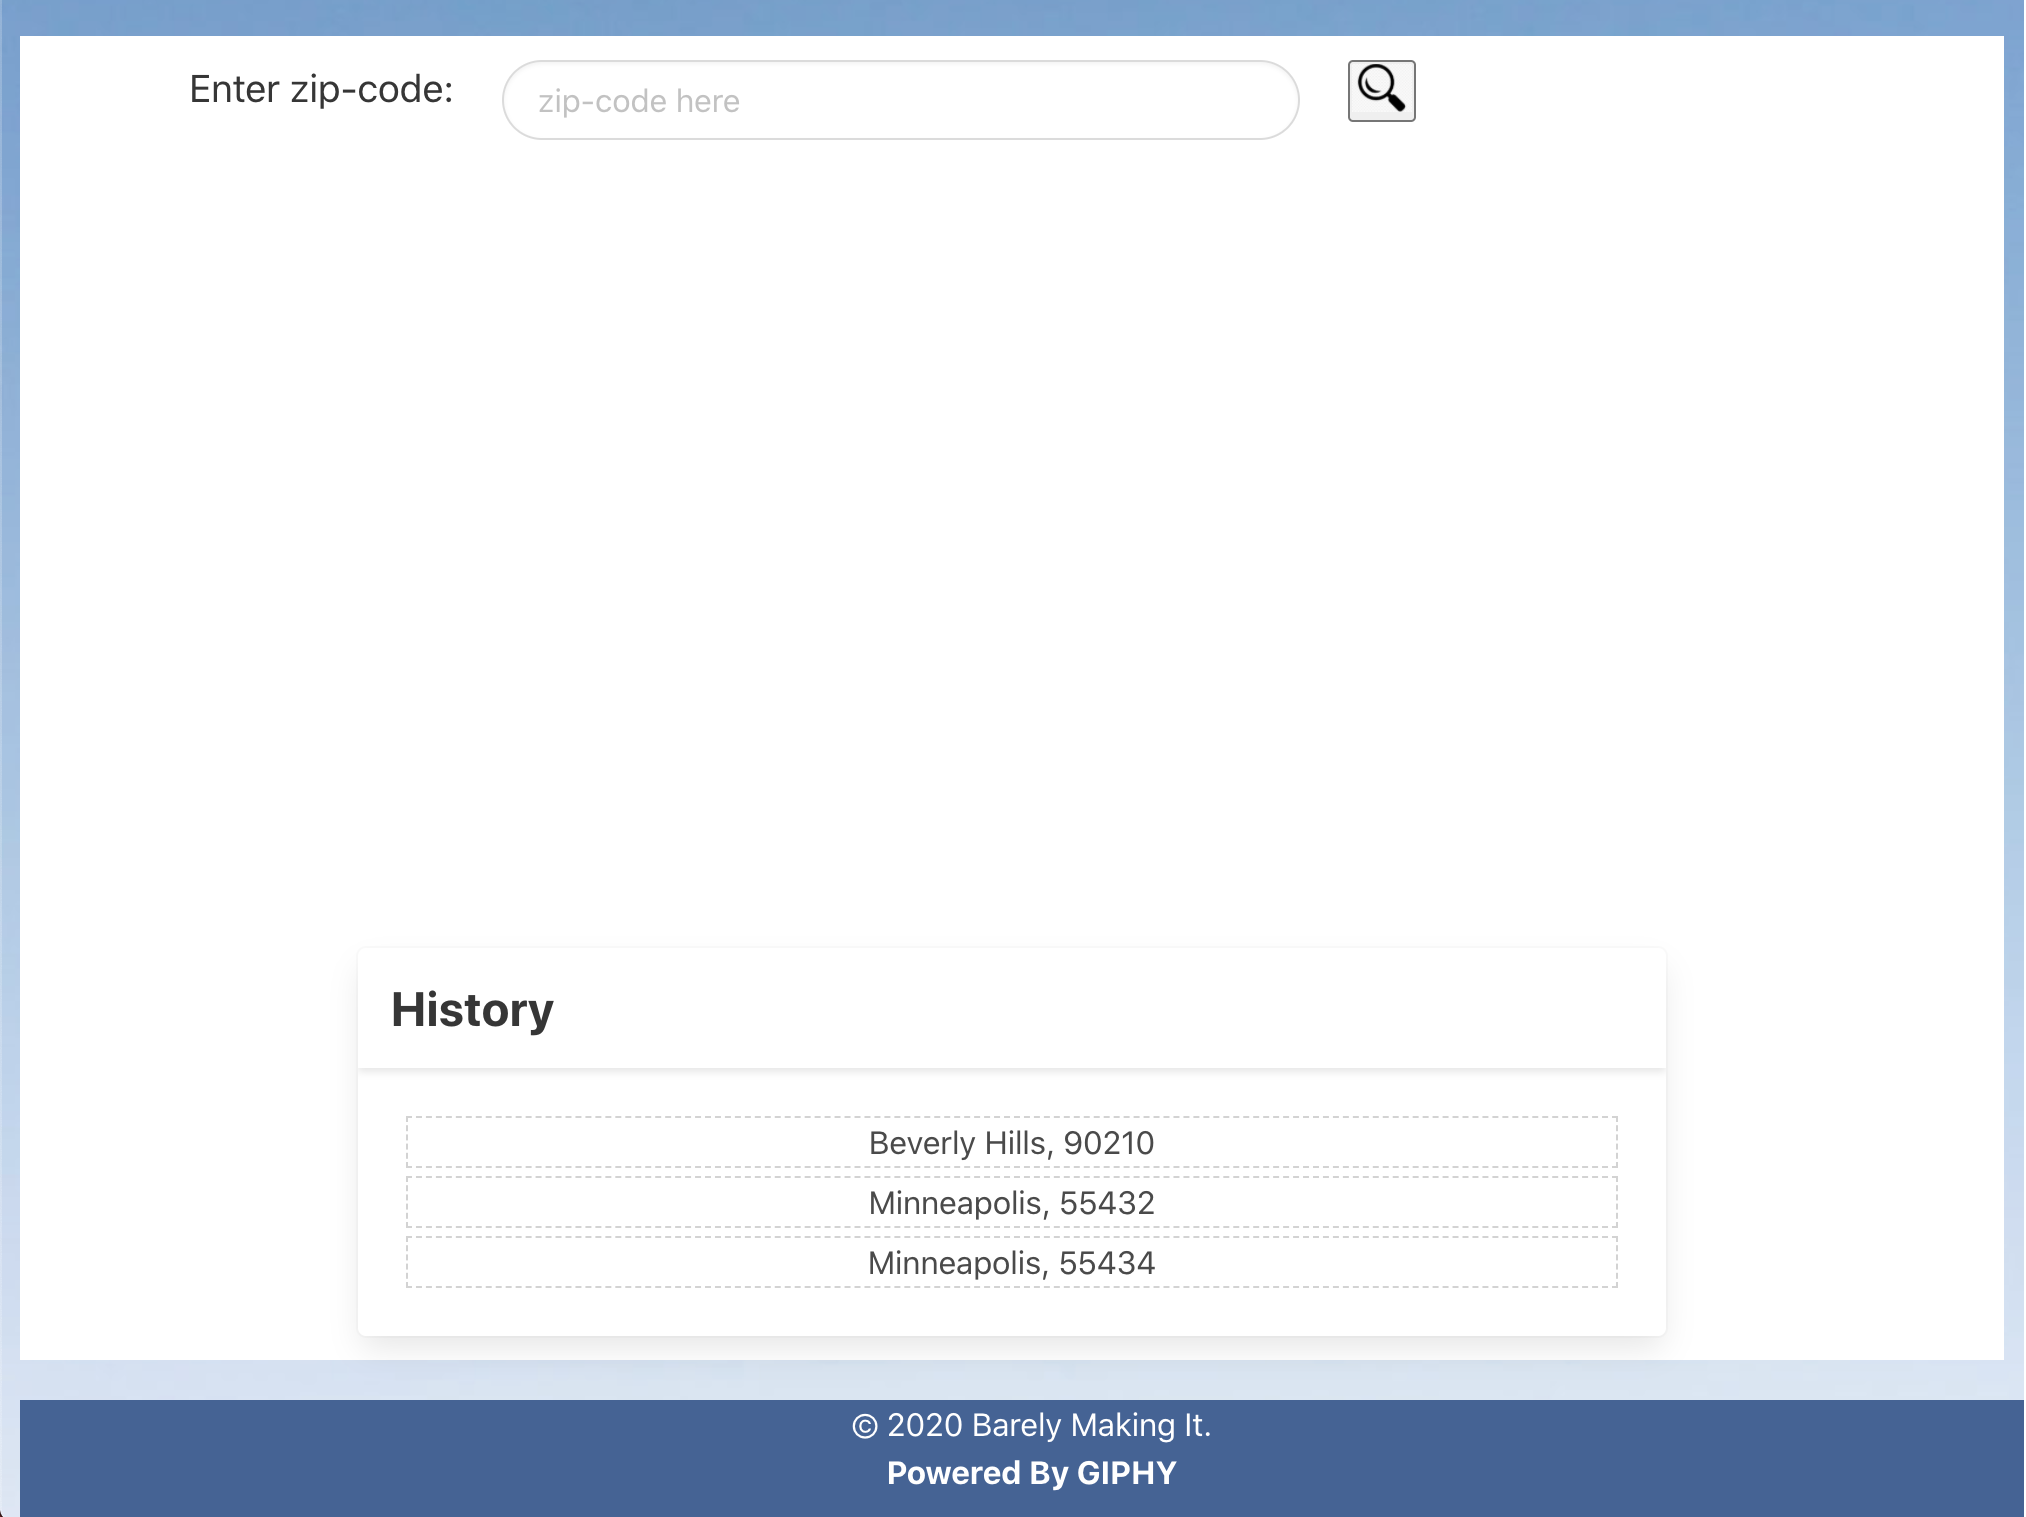 Enter zip-code:
zip-code here
History
Beverly Hills, 90210
Minneapolis, 55432
Minneapolis, 55434
© 2020 Barely Making It.
Powered By GIPHY